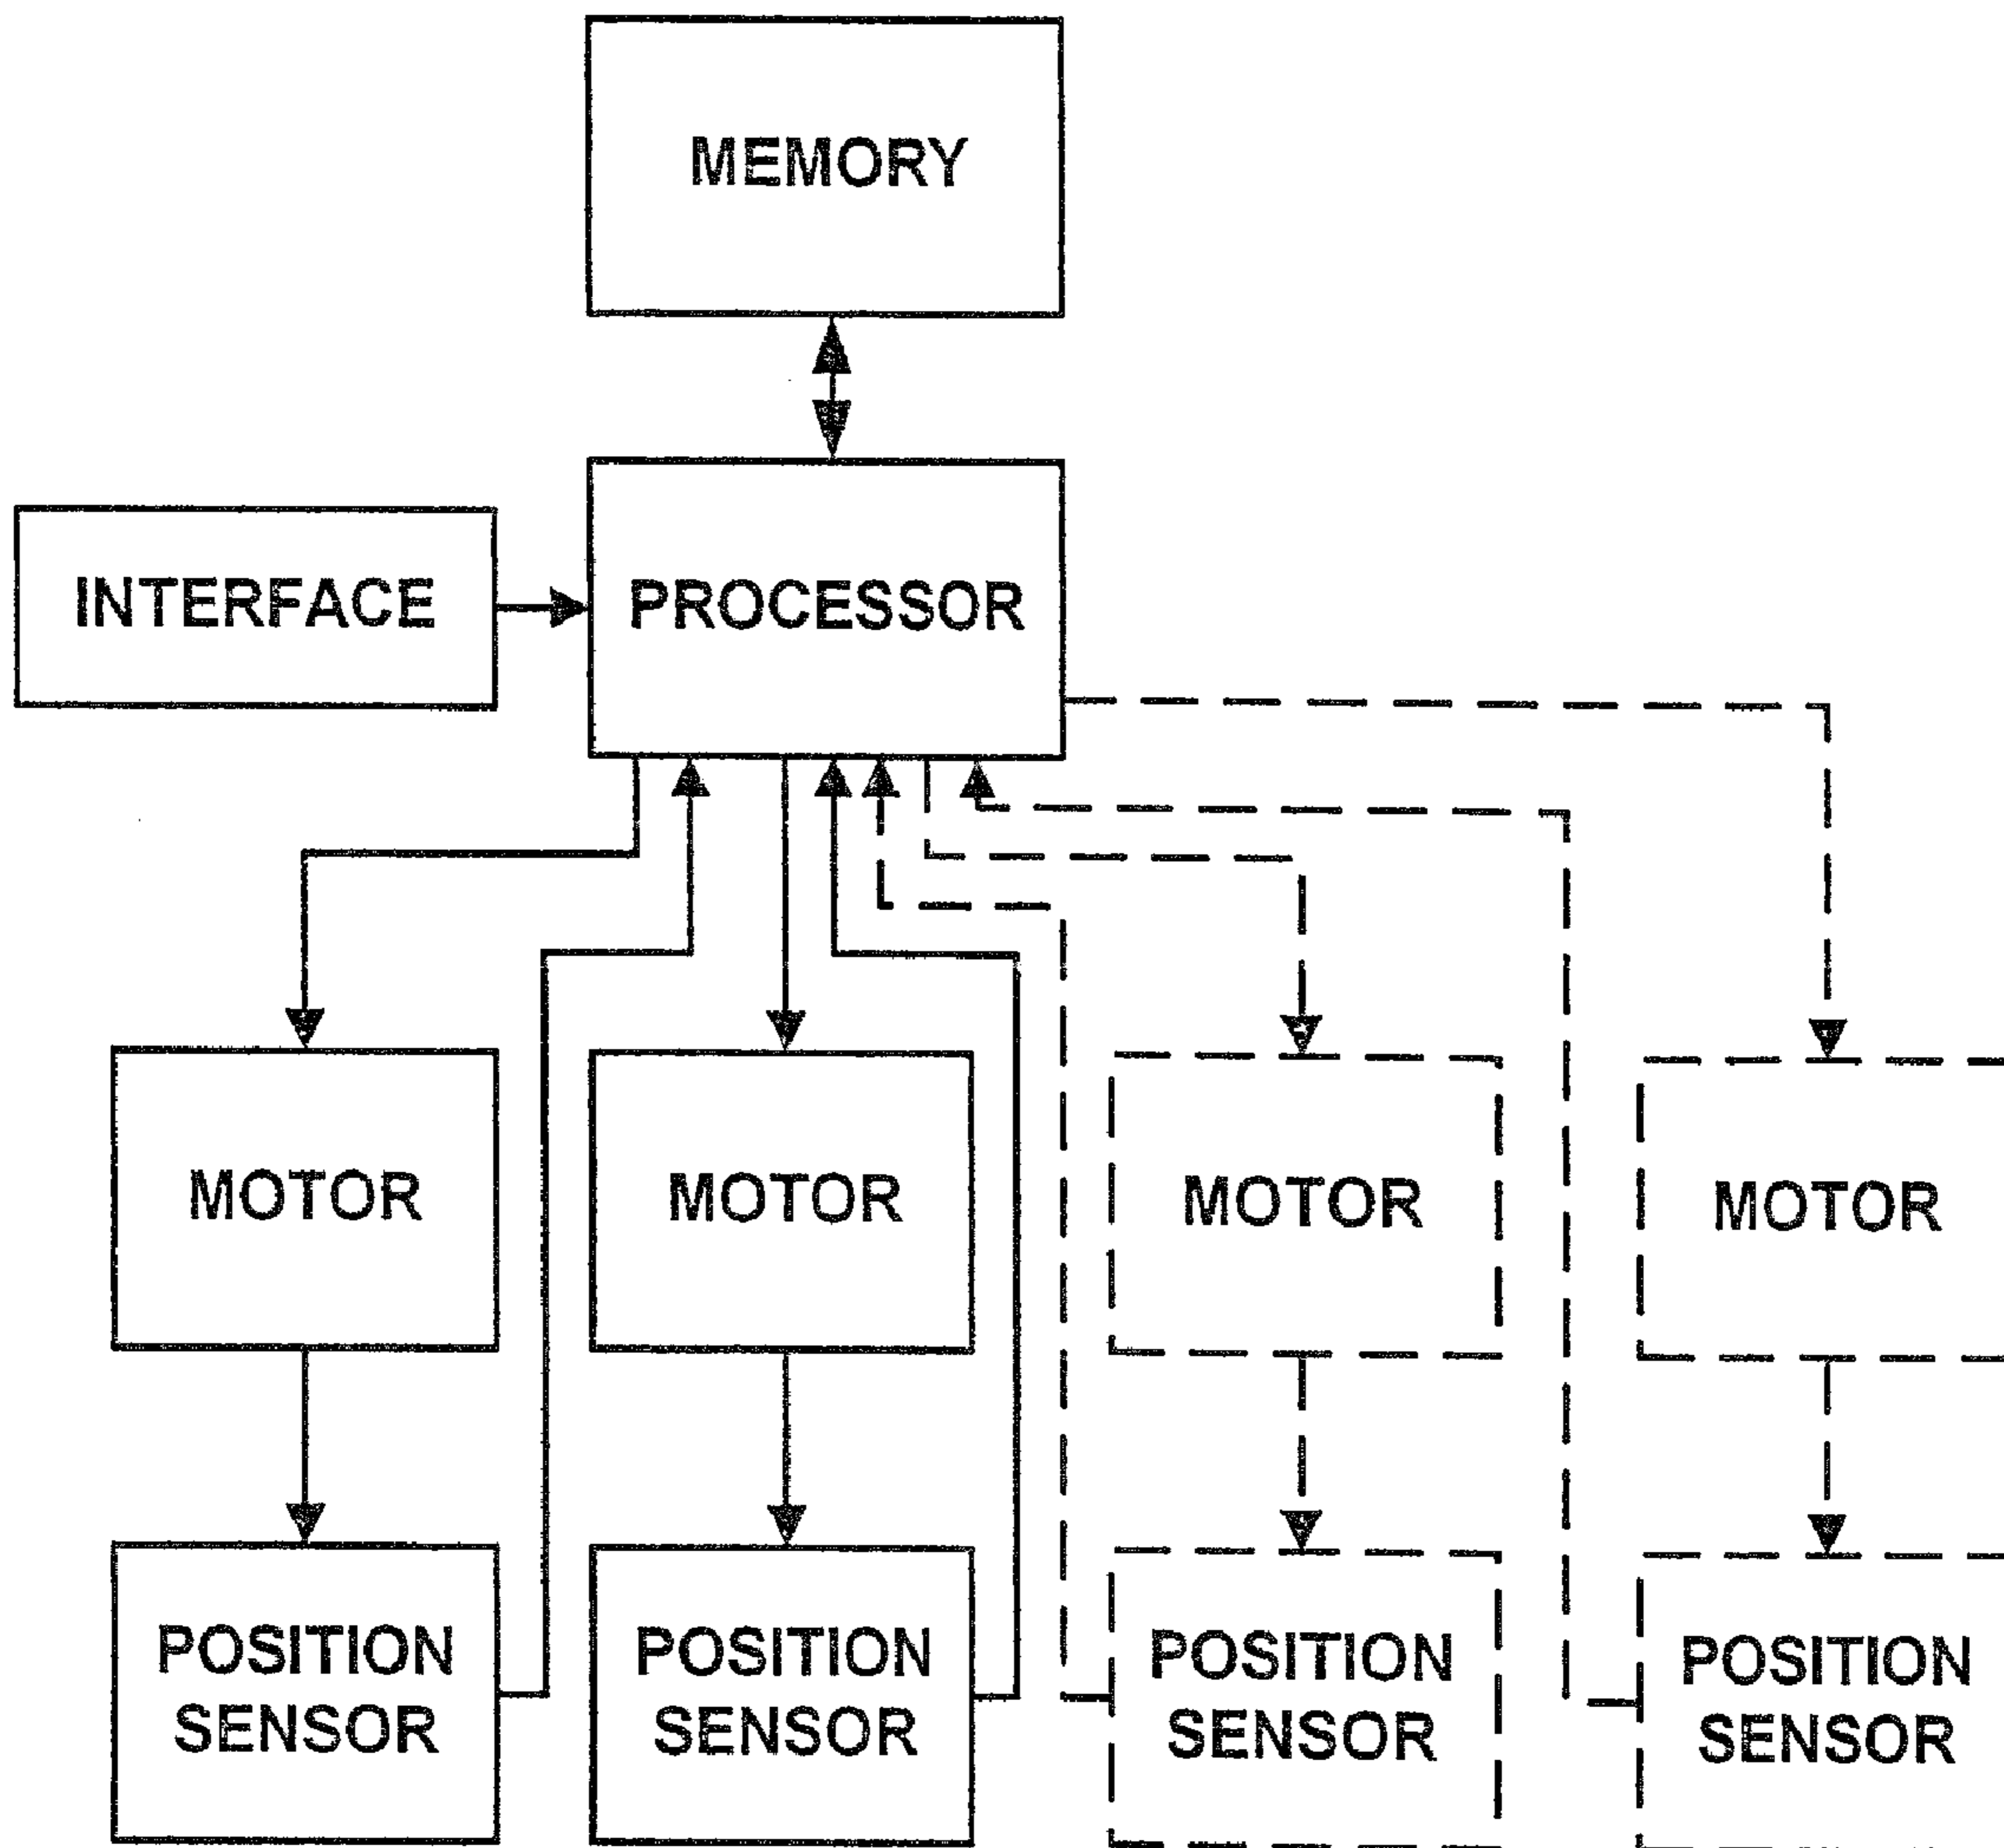 MEMORY
INTERFACE
PROCESSOR
MOTOR
MOTOR
MOTOR
MOTOR
POSITION
SENSOR
POSITION
SENSOR
POSITION
SENSOR
POSITION
SENSOR